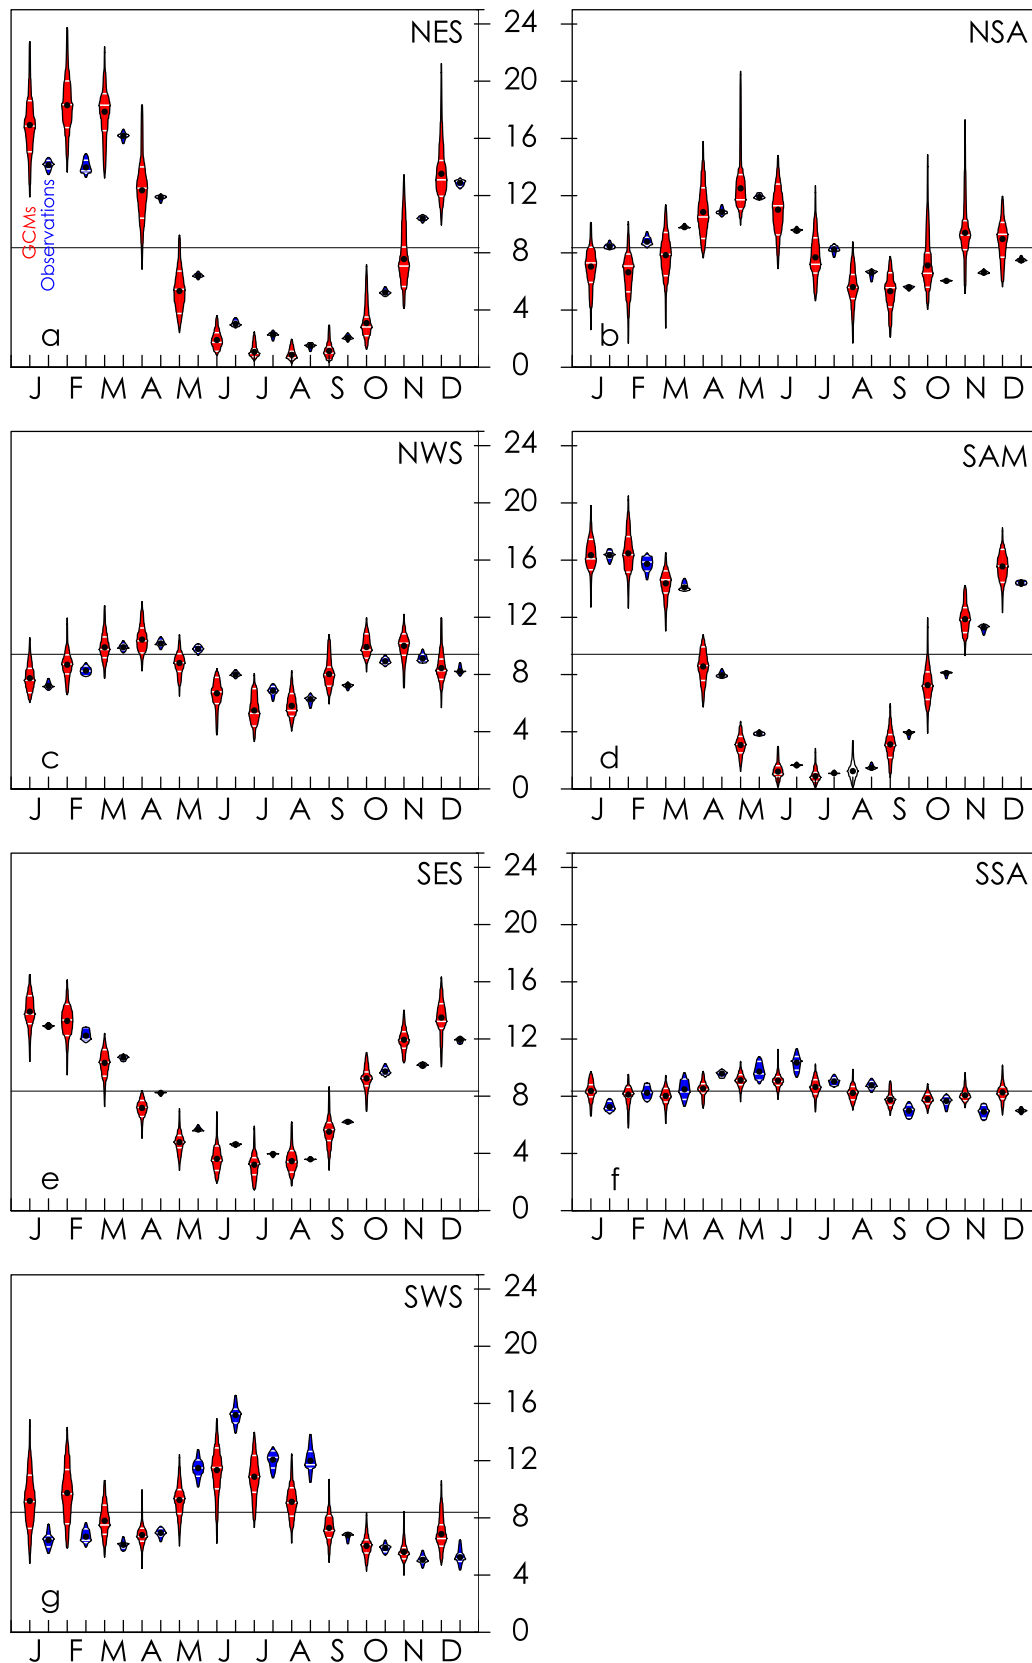 NES
24
NSA
20
16
12
GCMs
Observations
8
4
a
b
0
J F M A M J J A S O N D
J F M A M J J A S O N D
NWS
24
SAM
20
16
12
8
4
c
d
0
J F M A M J J A S O N D
J F M A M J J A S O N D
SES
24
SSA
20
16
12
8
4
e
f
0
J F M A M J J A S O N D
J F M A M J J A S O N D
SWS
24
20
16
12
8
4
g
0
J F M A M J J A S O N D